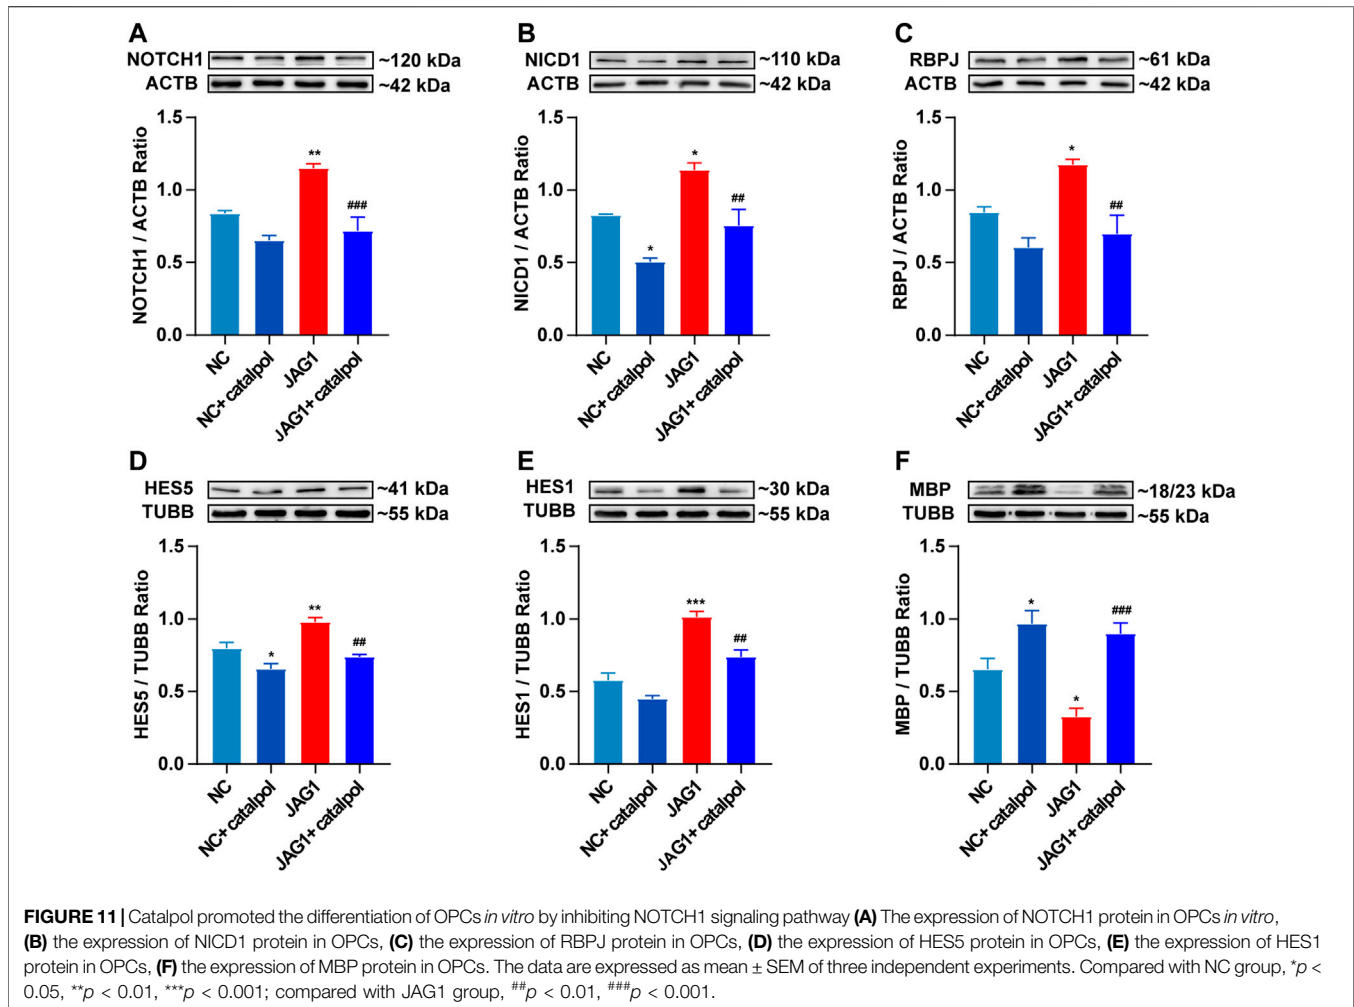 A
NOTCH1 ~120 kDa
ACTB ~42 kDa
NOTCH1 / ACTB Ratio
1.5
1.0
0.5
0.0
**
###
NC
NC+ catalpol
JAG1
JAG1+ catalpol
B
NICD1 ~110 kDa
ACTB ~42 kDa
NICD1 / ACTB Ratio
1.5
1.0
0.5
0.0
*
*
##
NC
NC+ catalpol
JAG1
JAG1+ catalpol
C
RBPJ ~61 kDa
ACTB ~42 kDa
RBPJ / ACTB Ratio
1.5
1.0
0.5
0.0
*
##
NC
NC+ catalpol
JAG1
JAG1+ catalpol
D
HES5 ~41 kDa
TUBB ~55 kDa
HES5 / TUBB Ratio
1.5
1.0
0.5
0.0
*
**
##
NC
NC+ catalpol
JAG1
JAG1+ catalpol
E
HES1 ~30 kDa
TUBB ~55 kDa
HES1 / TUBB Ratio
1.5
1.0
0.5
0.0
***
##
NC
NC+ catalpol
JAG1
JAG1+ catalpol
F
MBP ~18/23 kDa
TUBB ~55 kDa
MBP / TUBB Ratio
1.5
1.0
0.5
0.0
*
*
###
NC
NC+ catalpol
JAG1
JAG1+ catalpol
FIGURE 11 | Catalpol promoted the differentiation of OPCs in vitro by inhibiting NOTCH1 signaling pathway (A) The expression of NOTCH1 protein in OPCs in vitro,
(B) the expression of NICD1 protein in OPCs, (C) the expression of RBPJ protein in OPCs, (D) the expression of HES5 protein in OPCs, (E) the expression of HES1
protein in OPCs, (F) the expression of MBP protein in OPCs. The data are expressed as mean ± SEM of three independent experiments. Compared with NC group, *p <
0.05, **p < 0.01, ***p < 0.001; compared with JAG1 group, ##p < 0.01, ###p < 0.001.